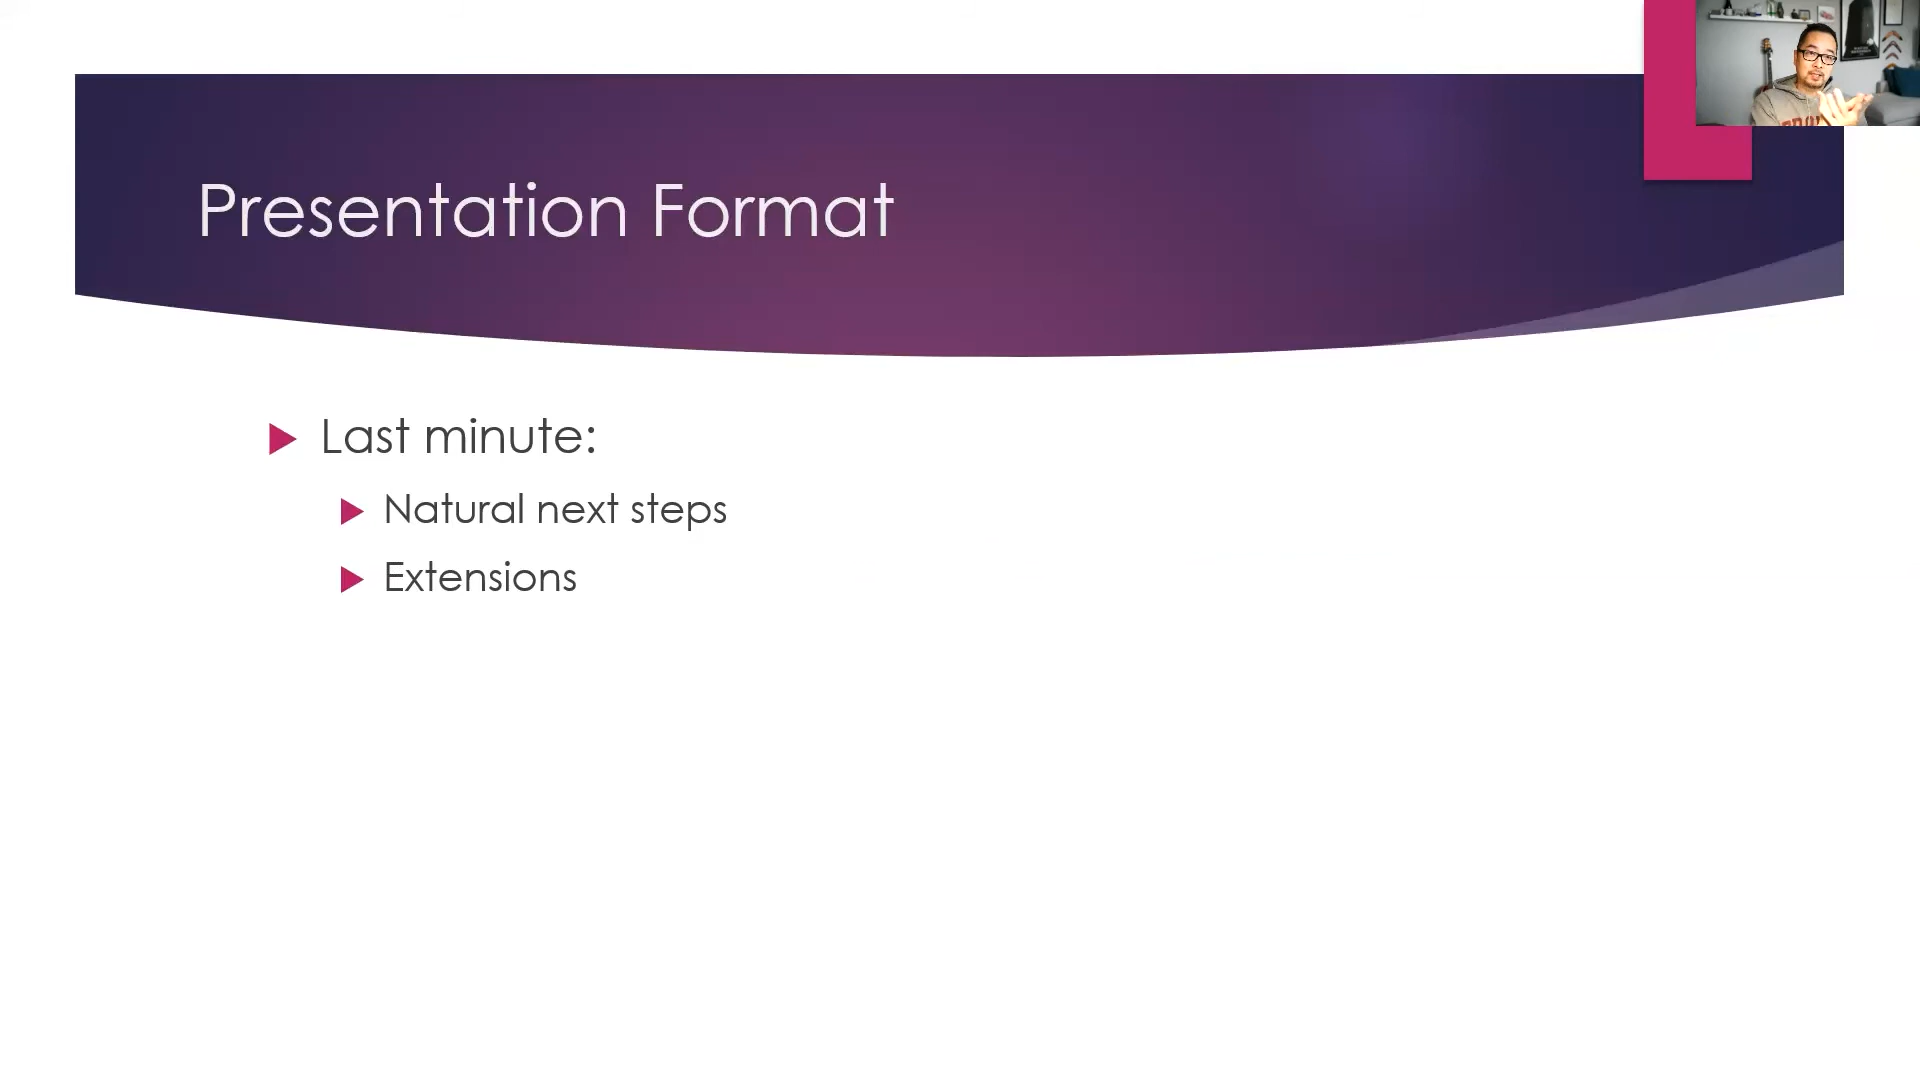 Presentation Format
Last minute:
Natural next steps
Extensions